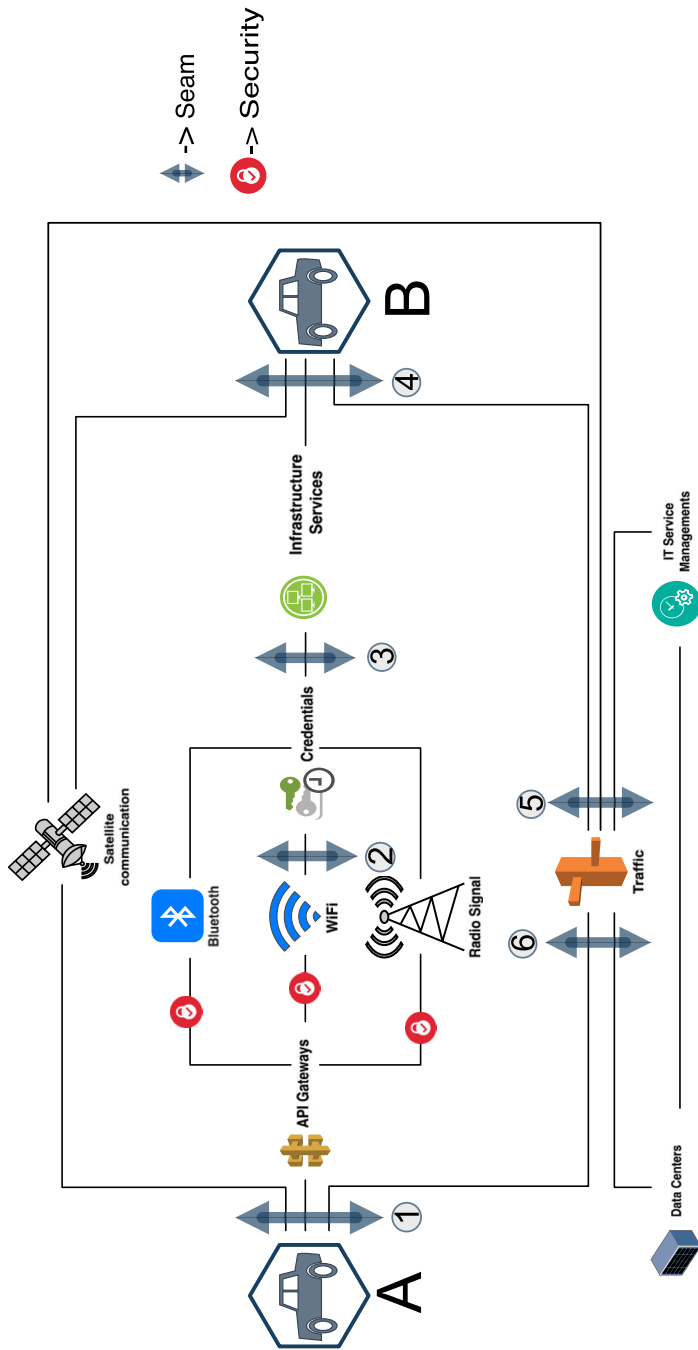 -> Seam
-> Security
Satellite
communication
Bluetooth
WiFi
Radio Signal
API Gateways
Credentials
Infrastructure
Services
A
B
1
2
3
4
5
6
Traffic
Data Centers
IT Service
Managements